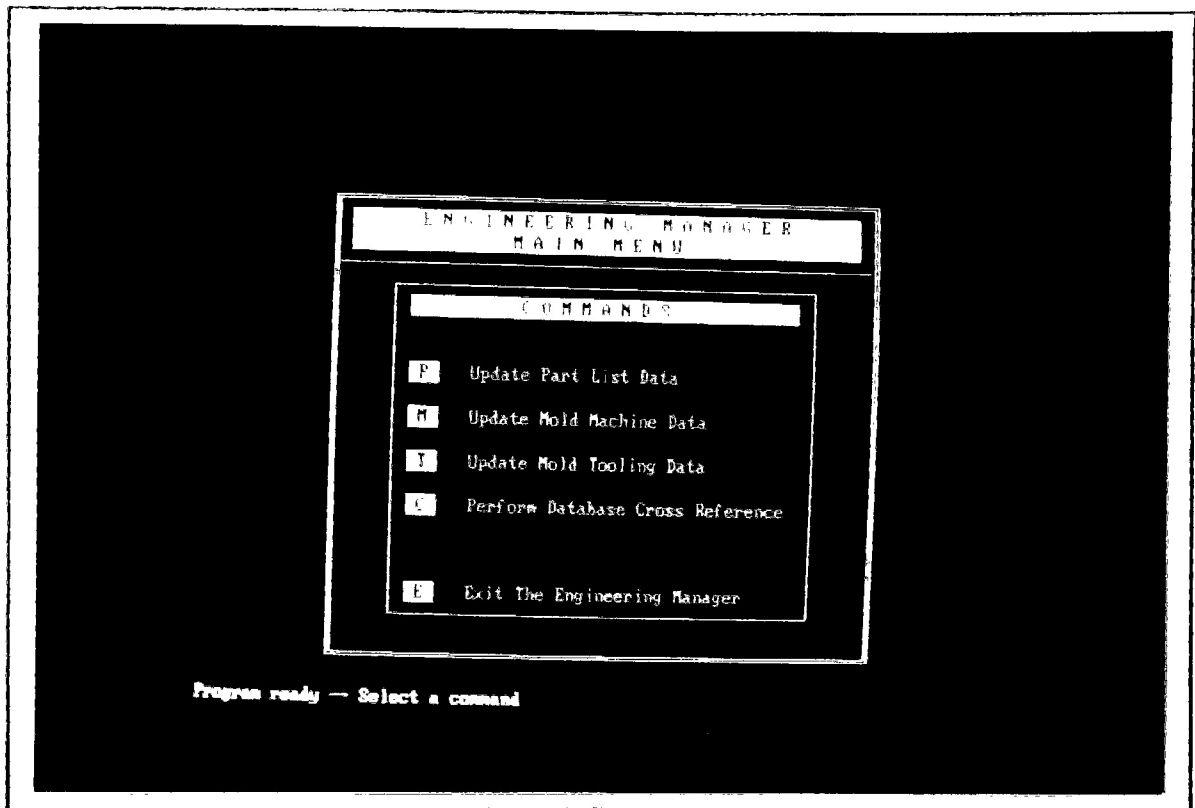 ENGINEERING MANAGER
MAIN MENU
COMMANDS
P Update Part List Data
M Update Mold Machine Data
T Update Mold Tooling Data
C Perform Database Cross Reference
E Exit The Engineering Manager
Program ready -- Select a command